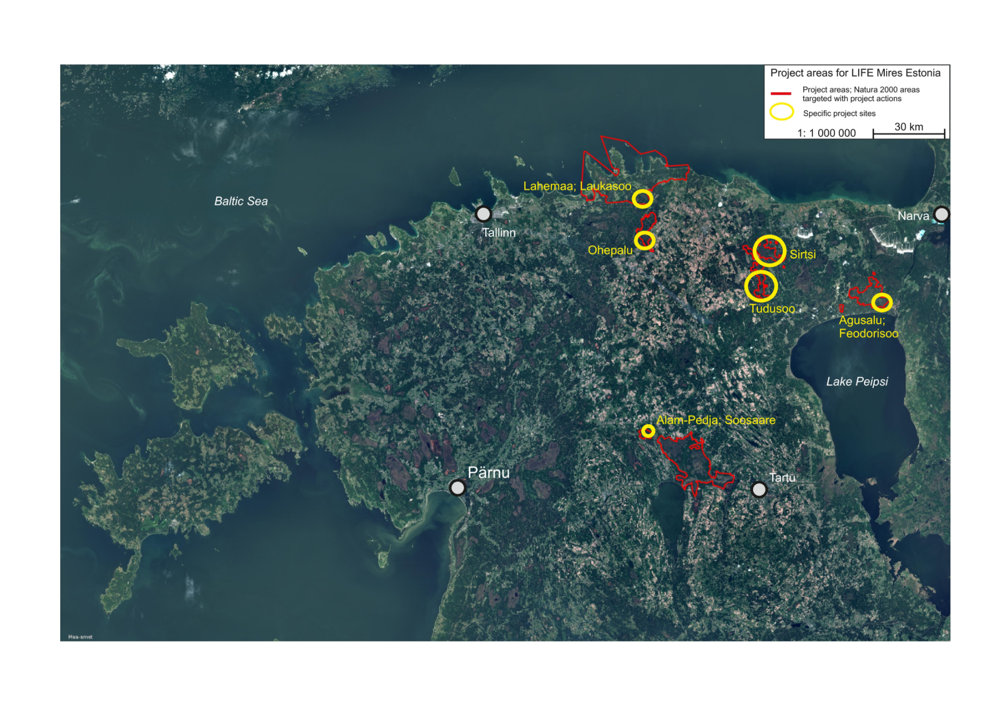 Project areas for LIFE Mires Estonia
Project areas; Natura 2000 areas
targeted with project actions
Specific project sites
1: 1 000 000
30 km
Lahemaa; Laukasoo
Baltic Sea
Narva
Tallinn
Ohepalu
Sirtsi
Tudusoo
Agusalu;
Feodorisoo
Lake Peipsi
Alam-Pedja; Soosaare
Pärnu
Tartu
Maa-amet